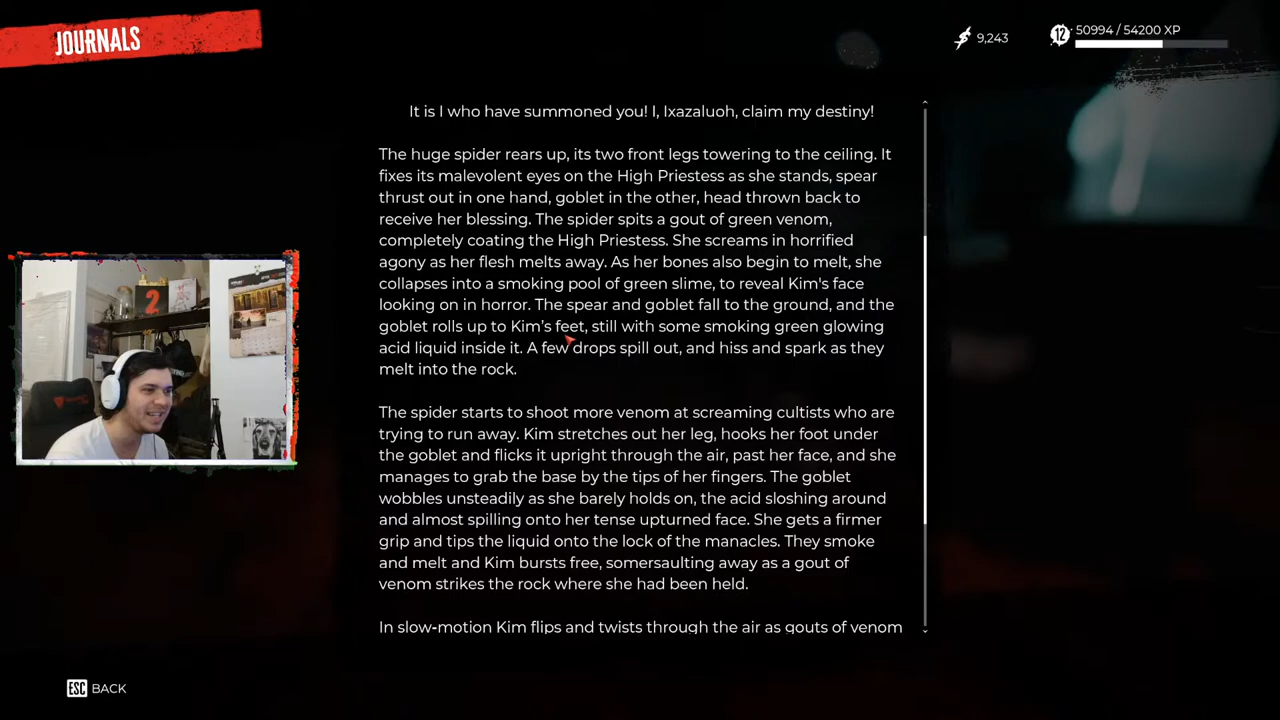 JOURNALS
9,243
12
50994 / 54200 XP
It is I who have summoned you! I, Ixazaluoh, claim my destiny!
The huge spider rears up, its two front legs towering to the ceiling. It
fixes its malevolent eyes on the High Priestess as she stands, spear
thrust out in one hand, goblet in the other, head thrown back to
receive her blessing. The spider spits a gout of green venom,
completely coating the High Priestess. She screams in horrified
agony as her flesh melts away. As her bones also begin to melt, she
collapses into a smoking pool of green slime, to reveal Kim's face
looking on in horror. The spear and goblet fall to the ground, and the
goblet rolls up to Kim's feet, still with some smoking green glowing
acid liquid inside it. A few drops spill out, and hiss and spark as they
melt into the rock.
The spider starts to shoot more venom at screaming cultists who are
trying to run away. Kim stretches out her leg, hooks her foot under
the goblet and flicks it upright through the air, past her face, and she
manages to grab the base by the tips of her fingers. The goblet
wobbles unsteadily as she barely holds on, the acid sloshing around
and almost spilling onto her tense upturned face. She gets a firmer
grip and tips the liquid onto the lock of the manacles. They smoke
and melt and Kim bursts free, somersaulting away as a gout of
venom strikes the rock where she had been held.
In slow-motion Kim flips and twists through the air as gouts of venom
2
ESC BACK